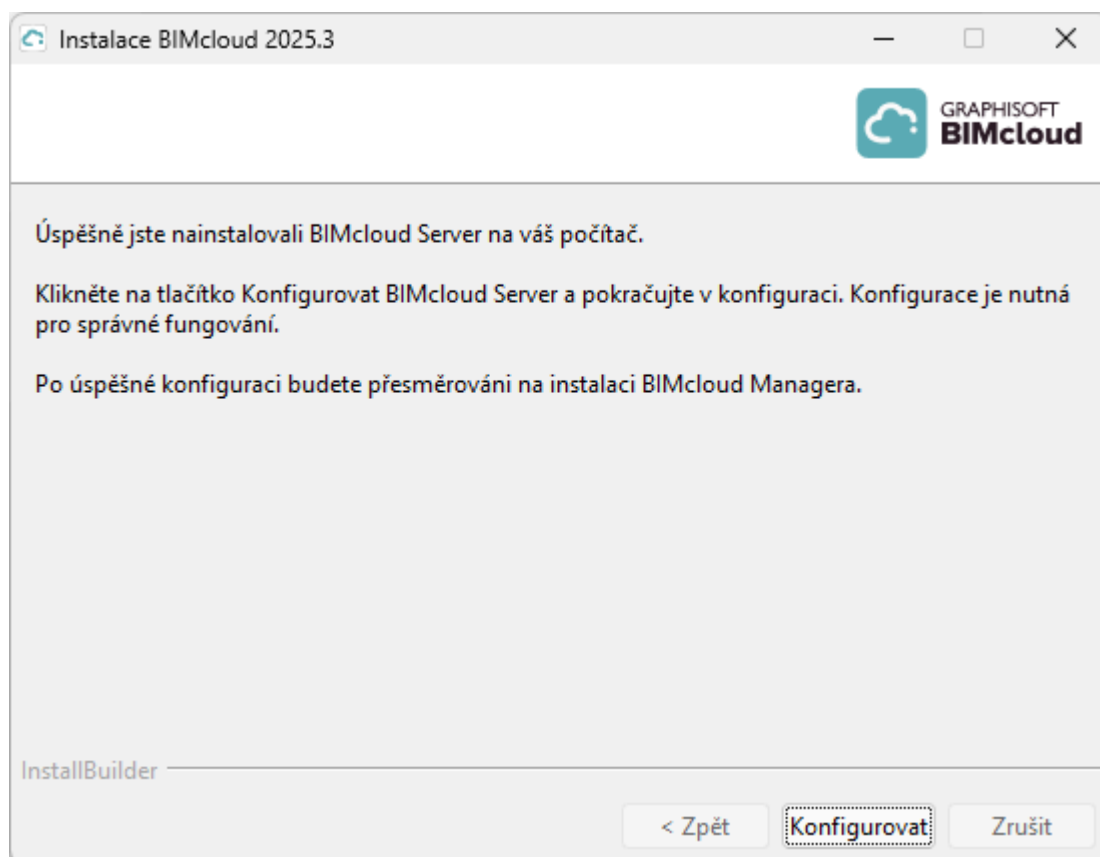 Instalace BIMcloud 2025.3
GRAPHISOFT
BIMcloud
Úspěšně jste nainstalovali BIMcloud Server na váš počítač.
Klikněte na tlačítko Konfigurovat BIMcloud Server a pokračujte v konfiguraci. Konfigurace je nutná
pro správné fungování.
Po úspěšné konfiguraci budete přesměrováni na instalaci BIMcloud Managera.
InstallBuilder
< Zpět Konfigurovat Zrušit